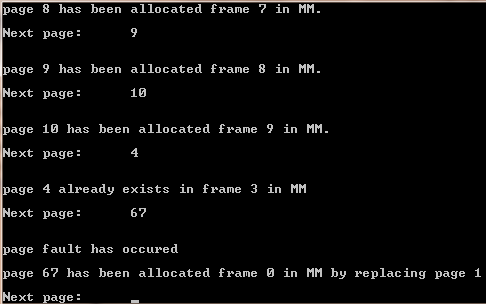 page 8 has been allocated frame 7 in MM.
Next page: 9
page 9 has been allocated frame 8 in MM.
Next page: 10
page 10 has been allocated frame 9 in MM.
Next page: 4
page 4 already exists in frame 3 in MM
Next page: 67
page fault has occured
page 67 has been allocated frame 0 in MM by replacing page 1
Next page: